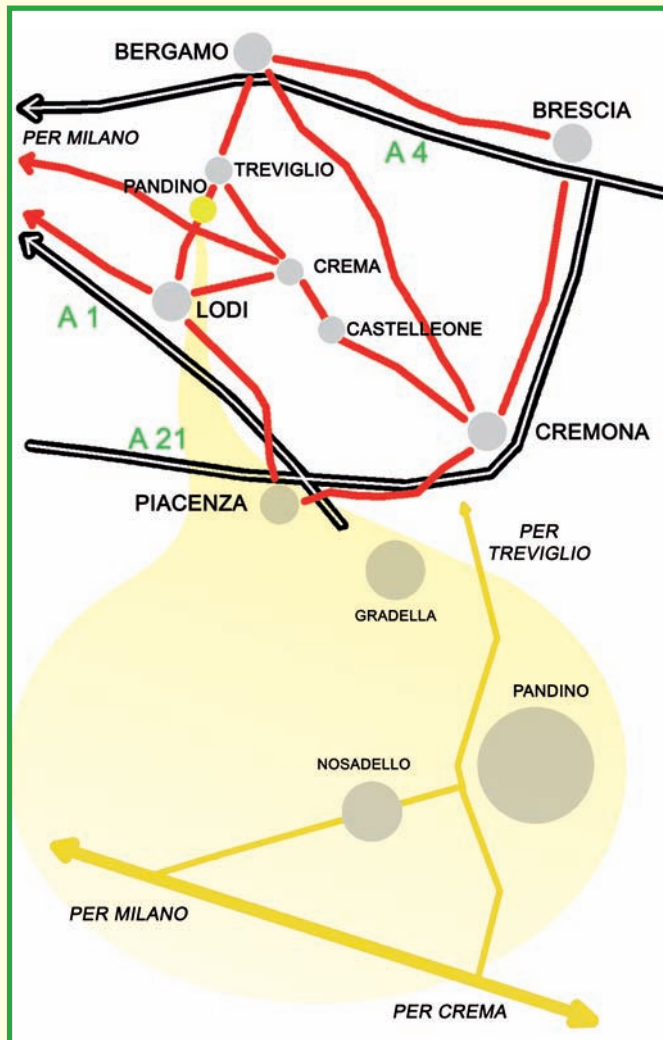 BERGAMO
BRESCIA
PER MILANO
A 4
TREVIGLIO
PANDINO
CREMA
LODI
A 1
CASTELLEONE
CREMONA
A 21
PIACENZA
PER
TREVIGLIO
GRADELLA
PANDINO
NOSADELLO
PER MILANO
PER CREMA